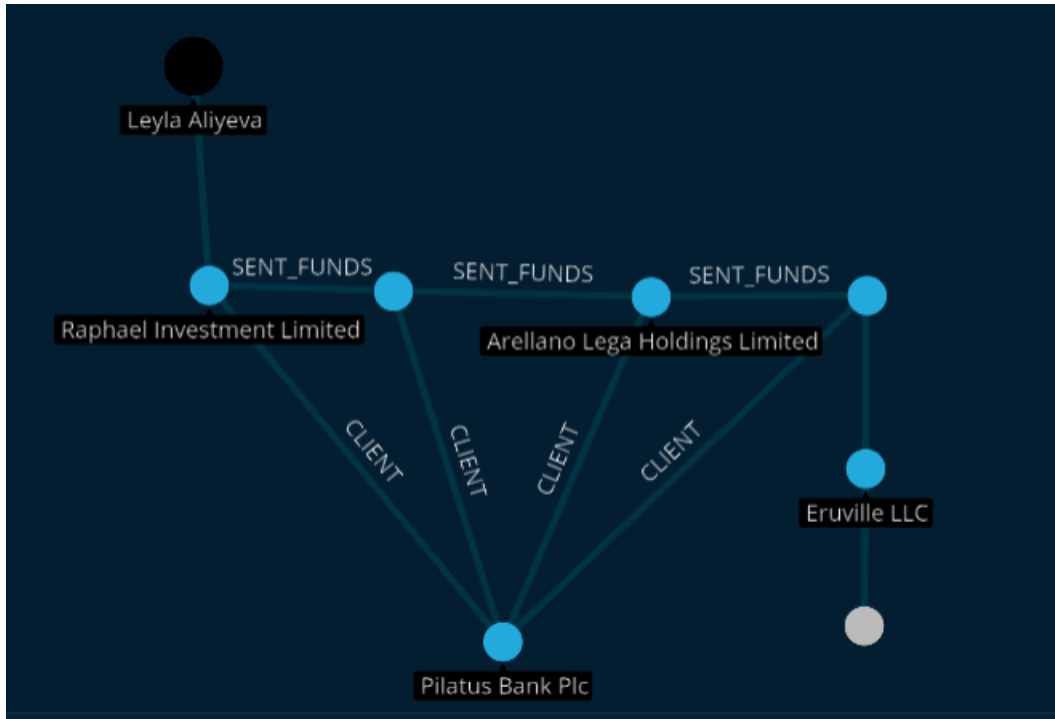 Leyla Aliyeva
SENT_FUNDS
SENT_FUNDS
SENT_FUNDS
Raphael Investment Limited
Arellano Lega Holdings Limited
CLIENT
CLIENT
CLIENT
CLIENT
Eruville LLC
Pilatus Bank Plc